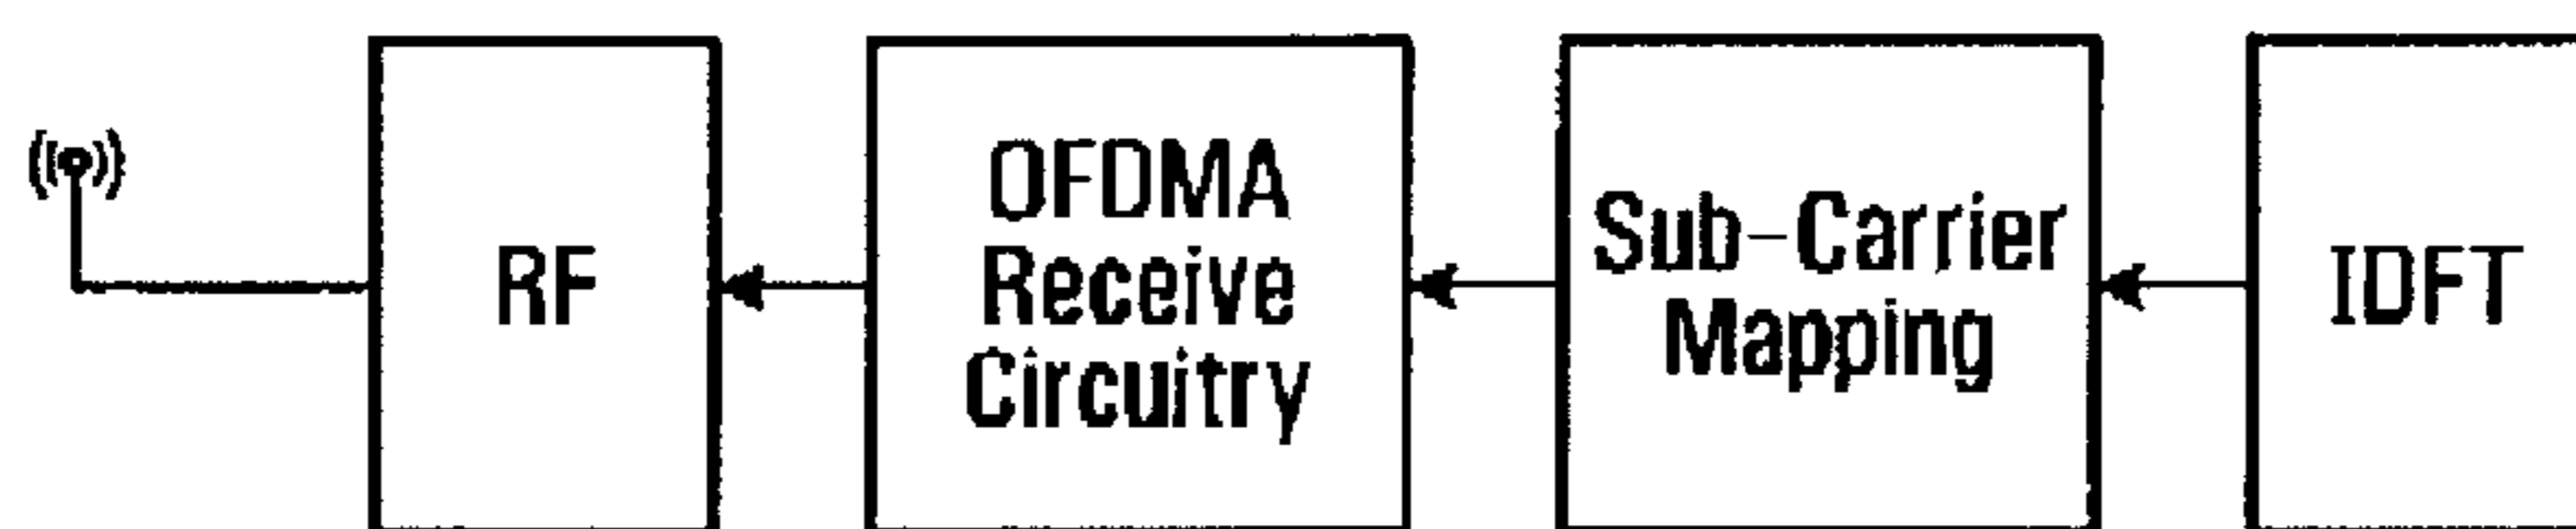 RF
OFDMA
Receive
Circuitry
Sub-Carrier
Mapping
IDFT